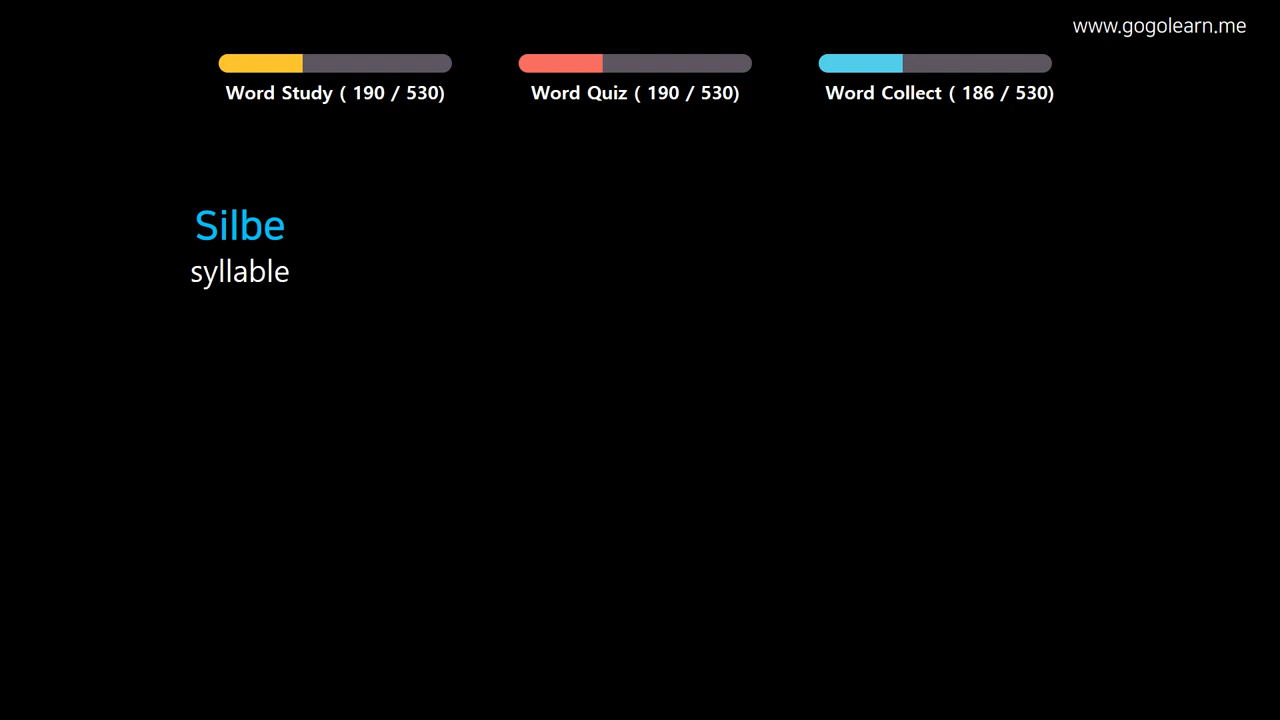 www.gogolearn.me
Word Study ( 190 / 530)
Word Quiz ( 190 / 530)
Word Collect ( 186 / 530)
Silbe
syllable